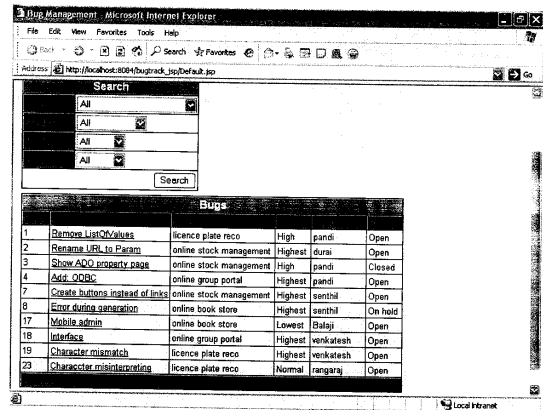 Bug Management - Microsoft Internet Explorer
File Edit View Favorites Tools Help
Back Search Favorites
Address http://localhost:8084/bugtrack_jsp/Default.jsp Go
Search
All
All
All
All
Search
Bugs
1 Remove ListOfValues licence plate reco High pandi Open
2 Rename URL to Param online stock management Highest durai Open
3 Show ADO property page online stock management High pandi Closed
4 Add: ODBC online group portal Highest pandi Open
7 Create buttons instead of links online stock management Highest senthil Open
8 Error during generation online book store Highest senthil On hold
17 Mobile admin online book store Lowest Balaji Open
18 Interface online group portal Highest venkatesh Open
19 Character mismatch licence plate reco Highest venkatesh Open
23 Characcter misinterpreting licence plate reco Normal rangaraj Open
Local intranet